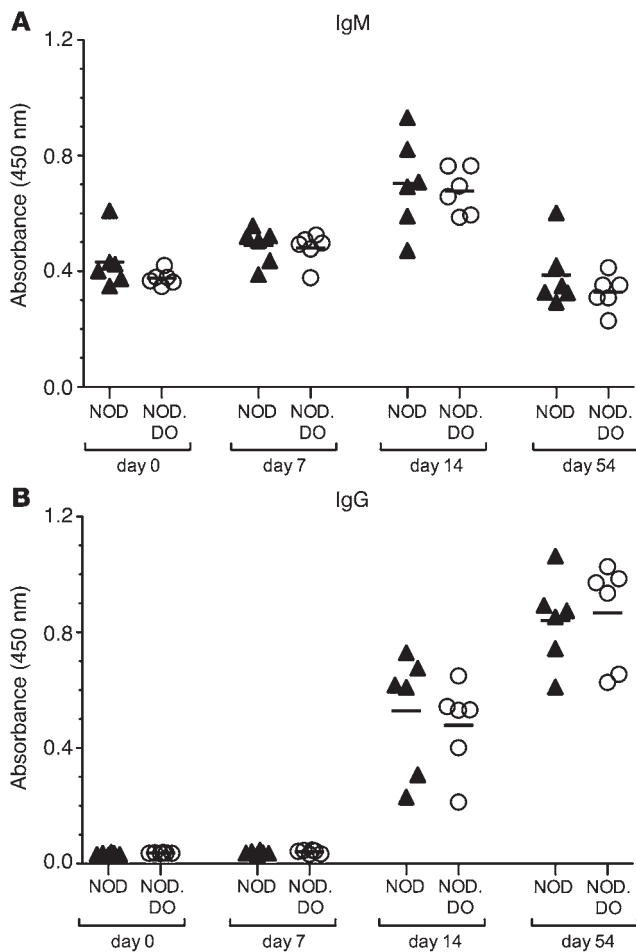 A
IgM
Absorbance (450 nm)
1.2
0.8
0.4
0.0
NOD NOD. NOD NOD. NOD NOD. NOD NOD.
DO DO DO DO
day 0 day 7 day 14 day 54
B
IgG
Absorbance (450 nm)
1.2
0.8
0.4
0.0
NOD NOD. NOD NOD. NOD NOD. NOD NOD.
DO DO DO DO
day 0 day 7 day 14 day 54